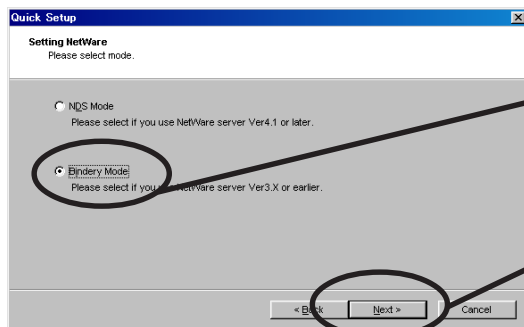 Quick Setup
Setting NetWare
Please select mode.
NDS Mode
Please select if you use NetWare server Ver4.1 or later.
Bindery Mode
Please select if you use NetWare server Ver3.X or earlier.
« Back Next » Cancel